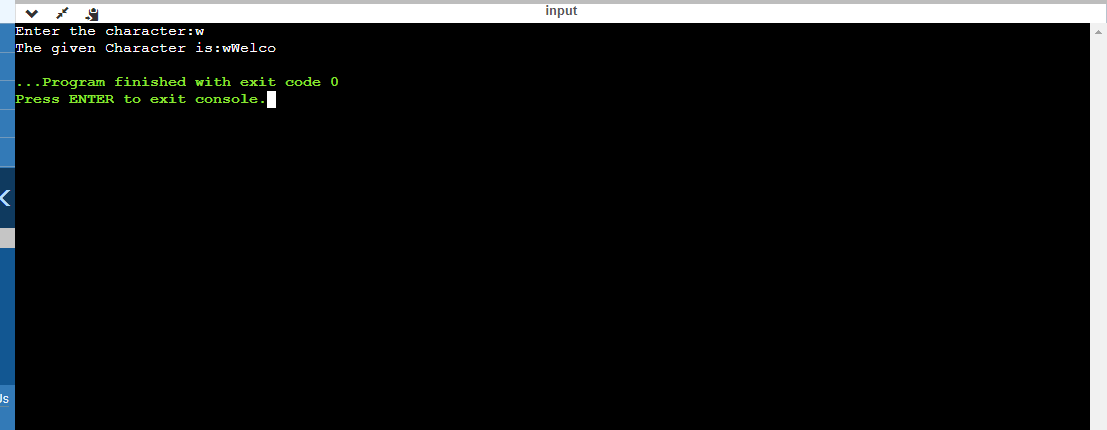 input
Enter the character:w
The given Character is:wWelco
...Program finished with exit code 0
Press ENTER to exit console.
Js